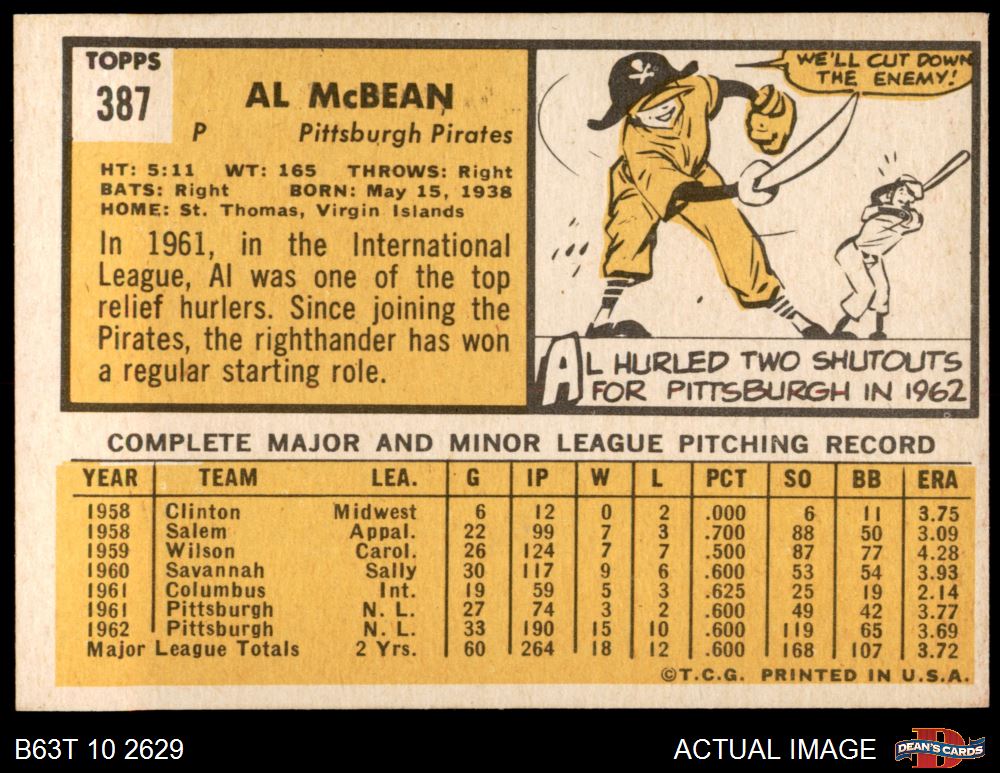 TOPPS
387
AL McBEAN
P Pittsburgh Pirates
HT: 5:11 WT: 165 THROWS: Right
BATS: Right BORN: May 15, 1938
HOME: St. Thomas, Virgin Islands
In 1961, in the International
League, Al was one of the top
relief hurlers. Since joining the
Pirates, the righthander has won
a regular starting role.
WE'LL CUT DOWN
THE ENEMY!
AL HURLED TWO SHUTOUTS
FOR PITTSBURGH IN 1962
COMPLETE MAJOR AND MINOR LEAGUE PITCHING RECORD
YEAR TEAM LEA. G IP W L PCT SO BB ERA
1958 Clinton Midwest 6 12 0 2 .000 6 11 3.75
1958 Salem Appal. 22 99 7 3 .700 88 50 3.09
1959 Wilson Carol. 26 124 7 7 .500 87 77 4.28
1960 Savannah Sally 30 117 9 6 .600 53 54 3.93
1961 Columbus Int. 19 59 5 3 .625 25 19 2.14
1961 Pittsburgh N. L. 27 74 3 2 .600 49 42 3.77
1962 Pittsburgh N. L. 33 190 15 10 .600 119 65 3.69
Major League Totals 2 Yrs. 60 264 18 12 .600 168 107 3.72
©T.C.G. PRINTED IN U.S.A.
B63T 10 2629 ACTUAL IMAGE
D
DEAN'S CARDS